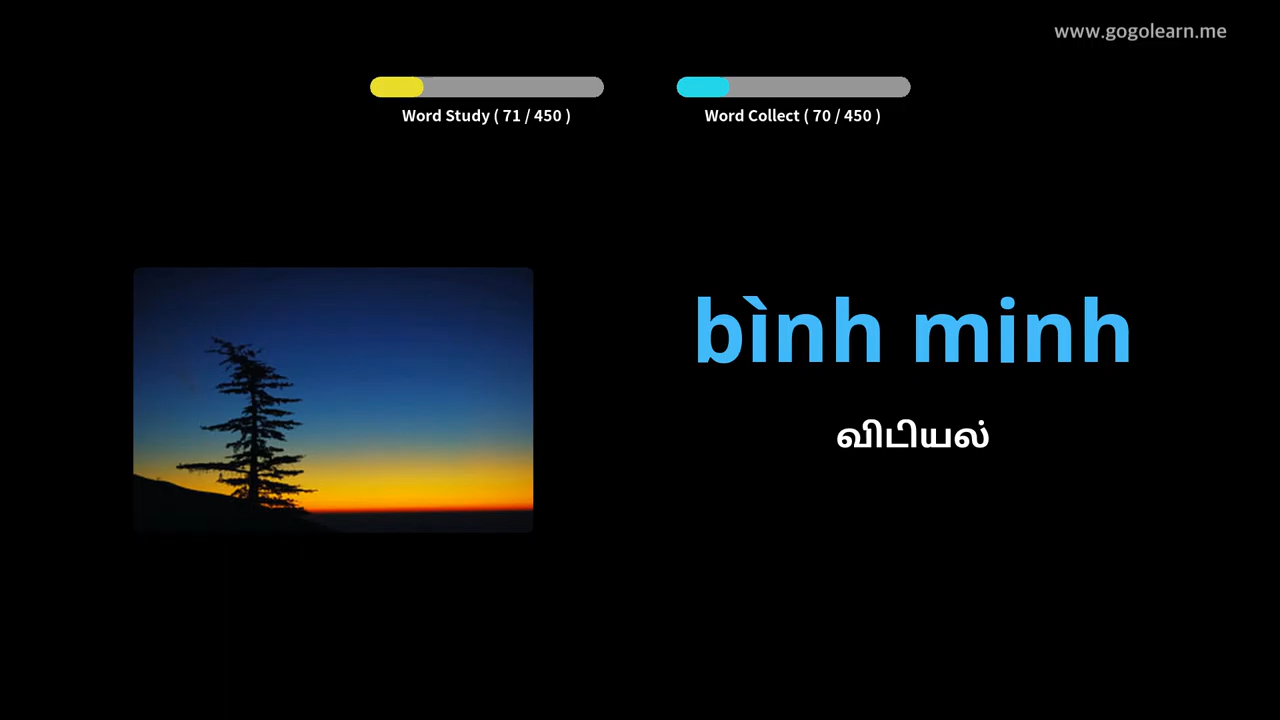 www.gogolearn.me
Word Study ( 71 / 450 )
Word Collect ( 70 / 450 )
bình minh
விடியல்